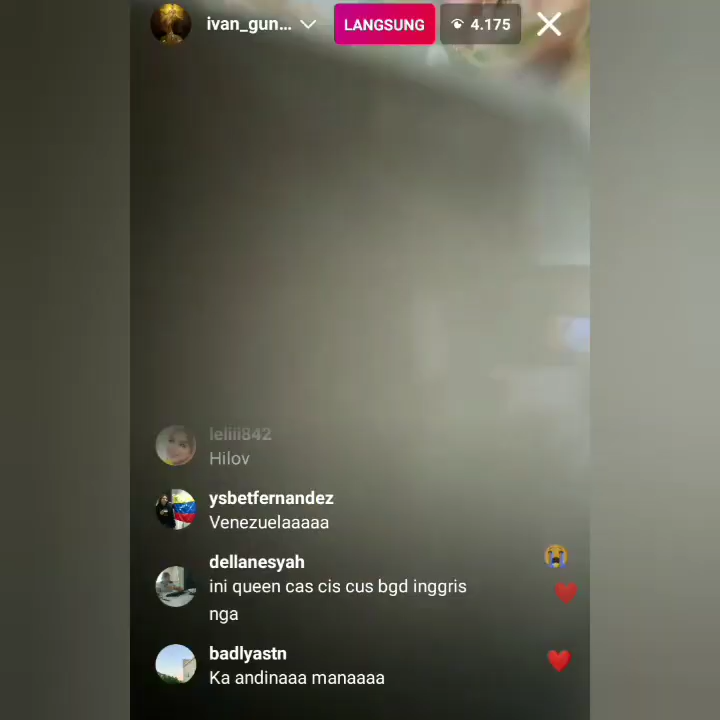 ivan_gun...
LANGSUNG
4.175
leliii842
Hilov
ysbetfernandez
Venezuelaaaaa
dellanesyah
ini queen cas cis cus bgd inggris
nga
badlyastn
Ka andinaaa manaaaa